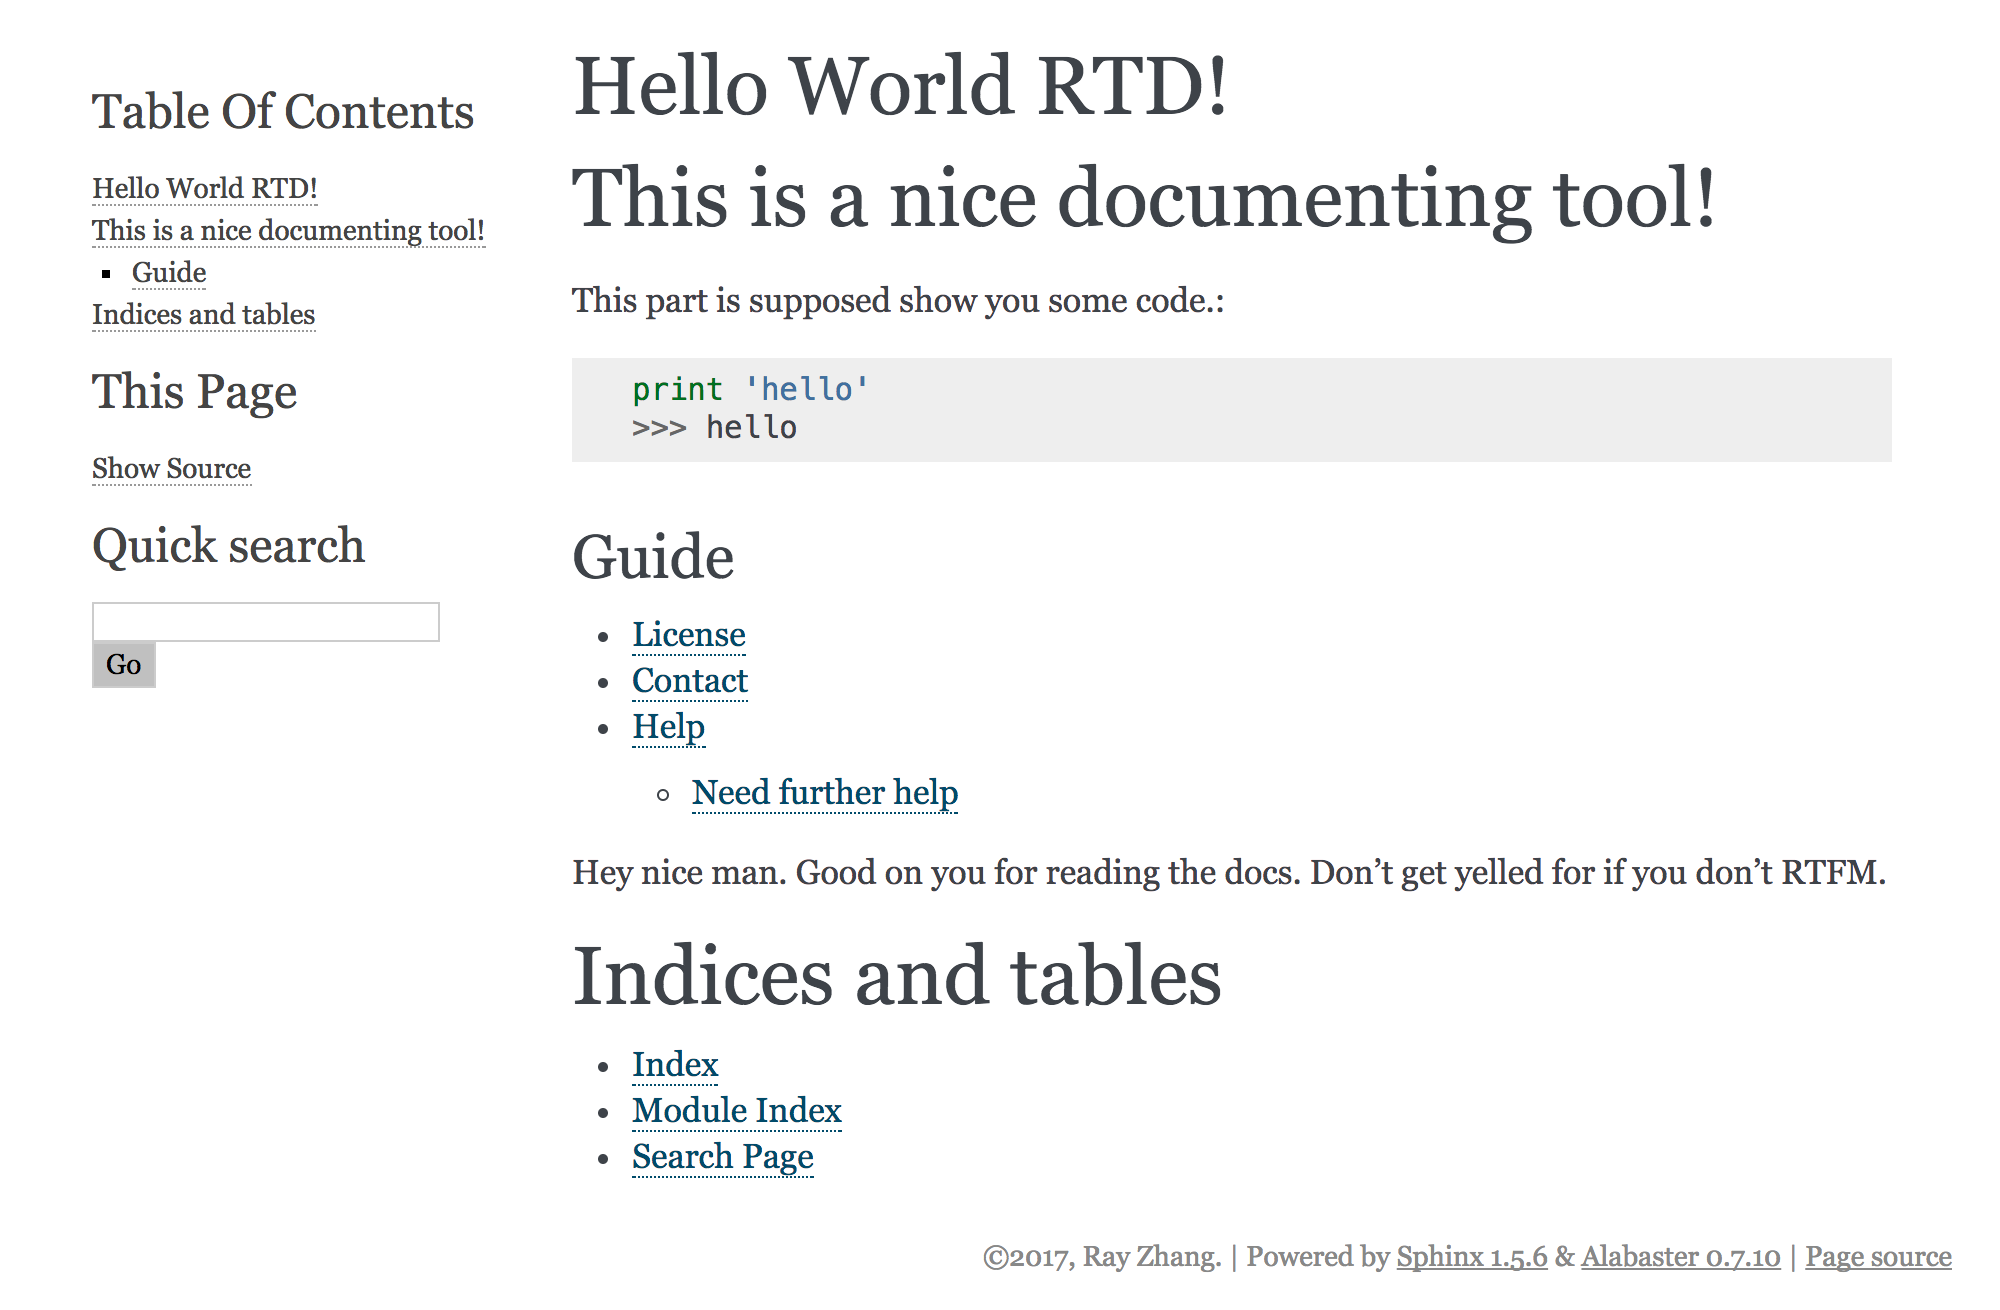 Table Of Contents
Hello World RTD!
This is a nice documenting tool!
Guide
Indices and tables
This Page
Show Source
Quick search
Go
Hello World RTD!
This is a nice documenting tool!
This part is supposed show you some code.:
print 'hello'
>>> hello
Guide
License
Contact
Help
Need further help
Hey nice man. Good on you for reading the docs. Don’t get yelled for if you don’t RTFM.
Indices and tables
Index
Module Index
Search Page
©2017, Ray Zhang. | Powered by Sphinx 1.5.6 & Alabaster 0.7.10 | Page source